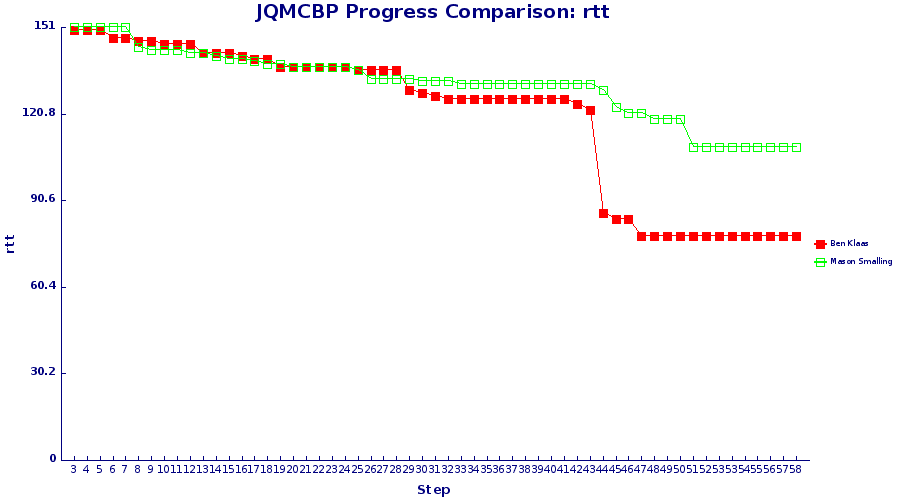 JQMCBP Progress Comparison: rtt
151
120.8
90.6
60.4
30.2
0
rtt
3 4 5 6 7 8 9 10 11 12 13 14 15 16 17 18 19 20 21 22 23 24 25 26 27 28 29 30 31 32 33 34 35 36 37 38 39 40 41 42 43 44 45 46 47 48 49 50 51 52 53 54 55 56 57 58
Step
Ben Klaas
Mason Smalling